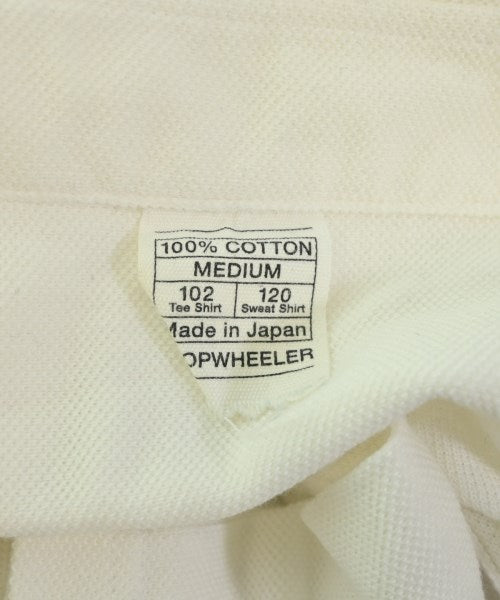 100% COTTON
MEDIUM
102 120
Tee Shirt Sweat Shirt
Made in Japan
OPWHEELER